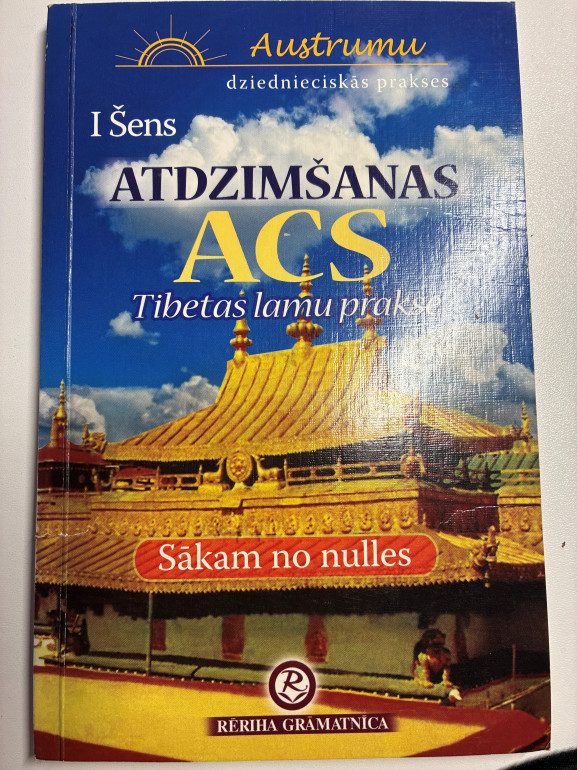 Austrumu
dziednieciskās prakses
I Šens
ATDZIMŠANAS
ACS
Tibetas lamu prakse
Sākam no nulles
R
RĒRIHA GRĀMATNĪCA